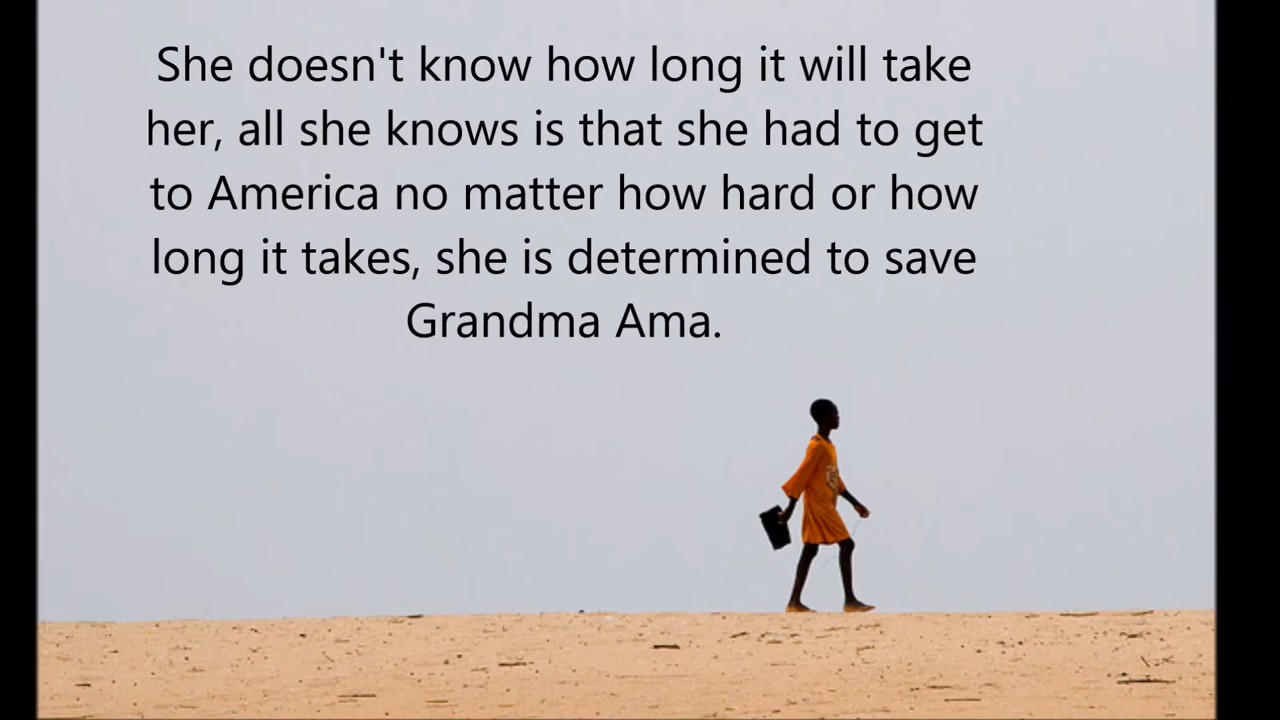 She doesn't know how long it will take
her, all she knows is that she had to get
to America no matter how hard or how
long it takes, she is determined to save
Grandma Ama.